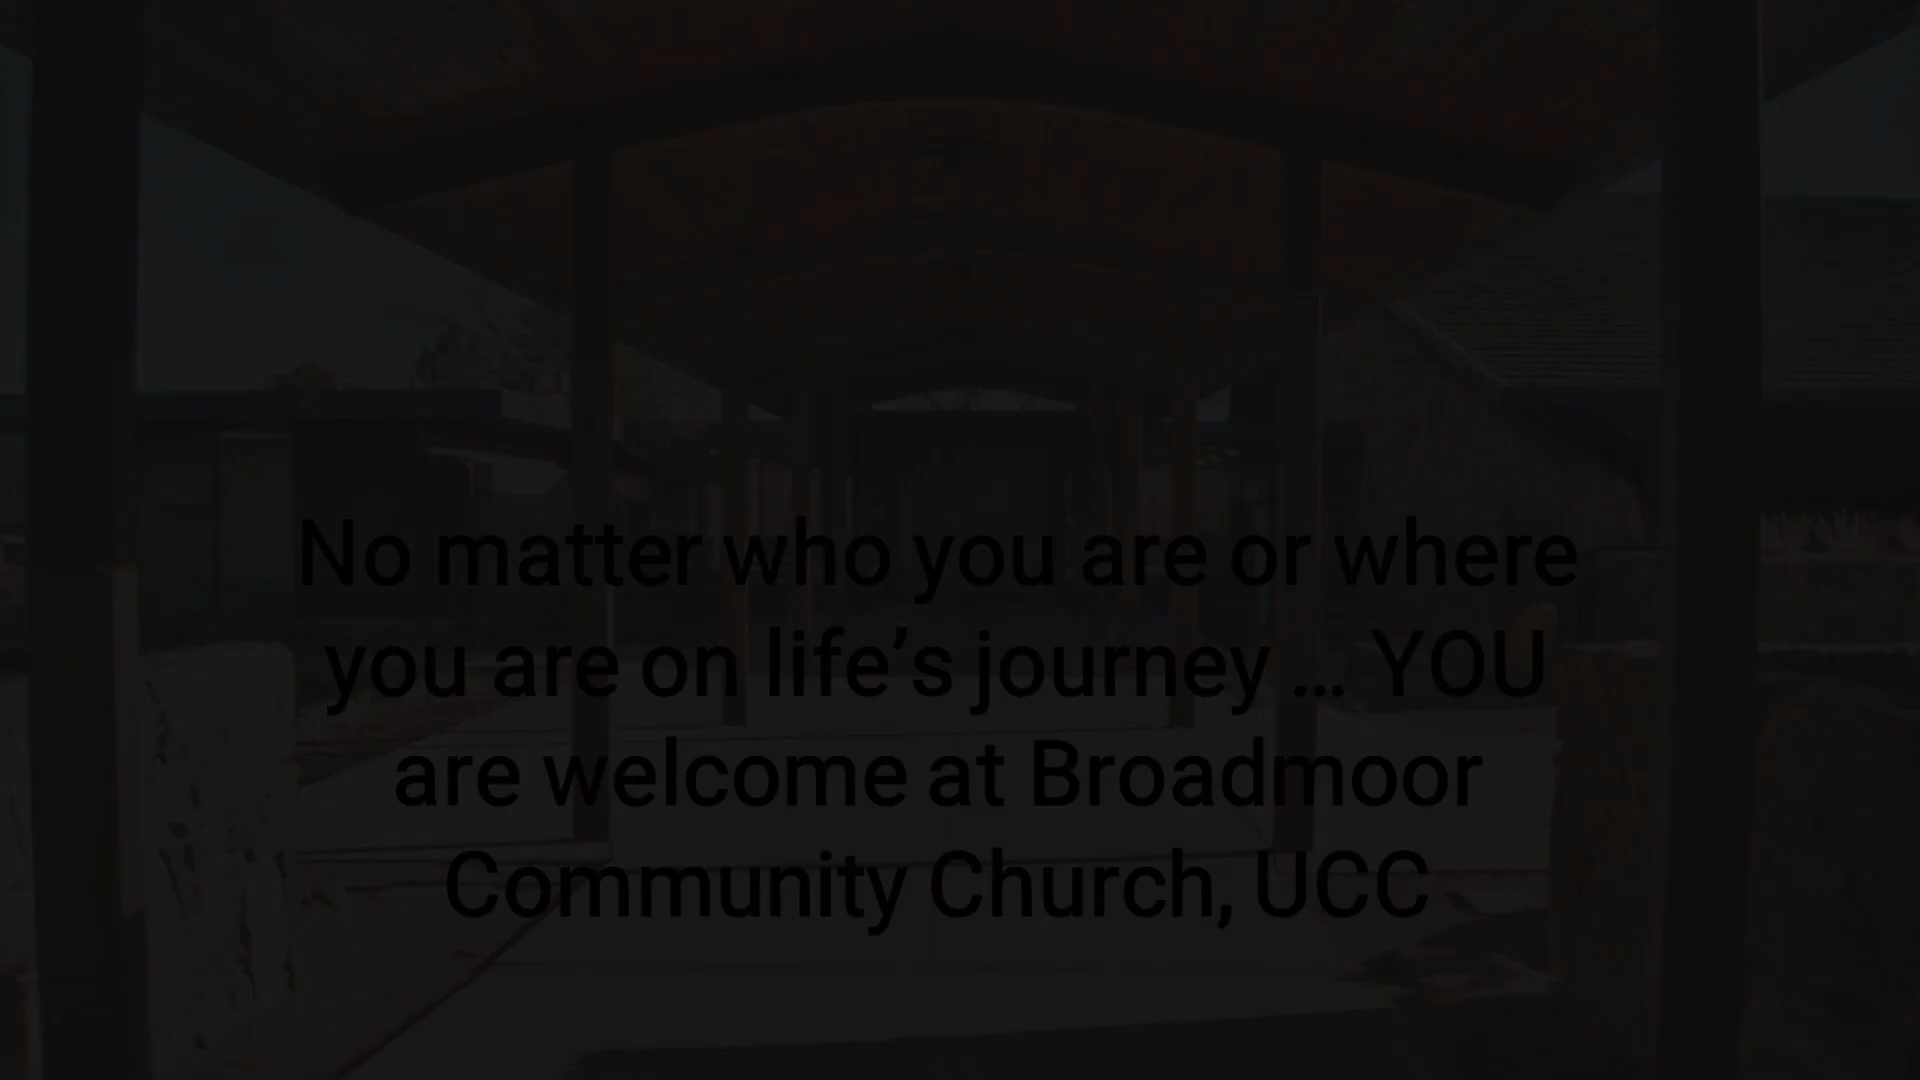 No matter who you are or where
you are on life’s journey ... YOU
are welcome at Broadmoor
Community Church, UCC